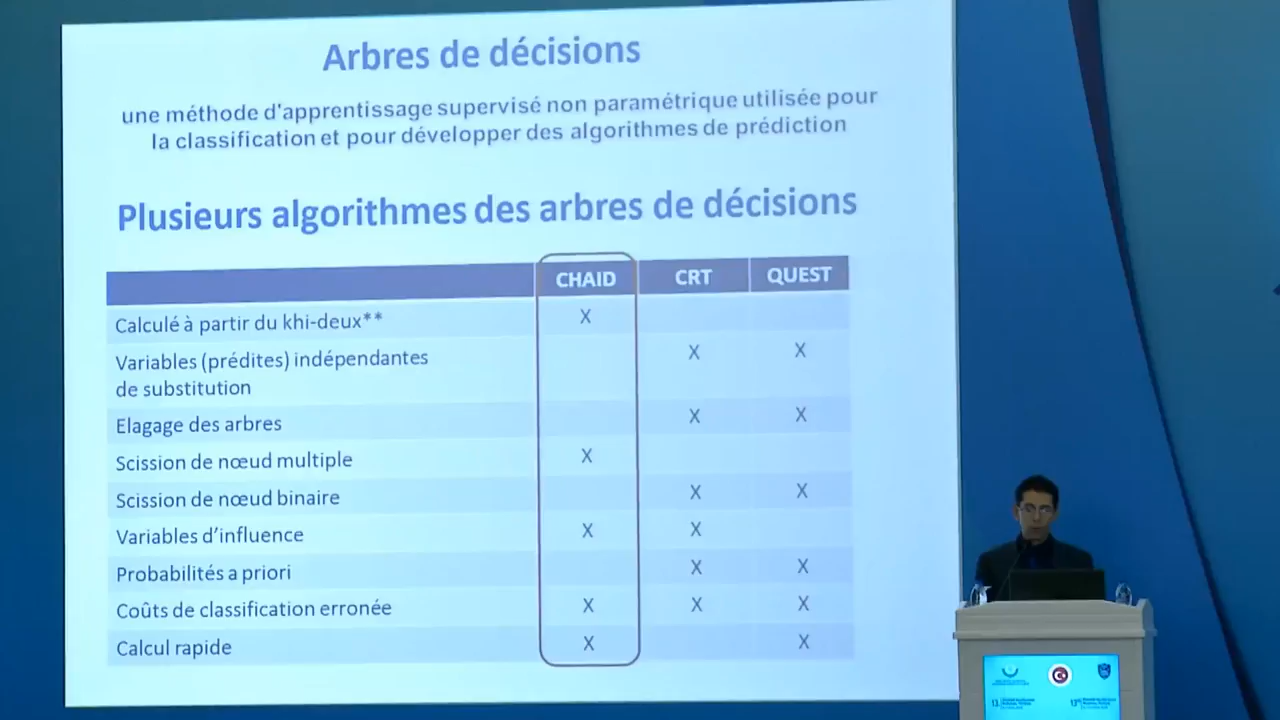 Arbres de décisions
une méthode d'apprentissage supervisé non paramétrique utilisée pour
la classification et pour développer des algorithmes de prédiction
Plusieurs algorithmes des arbres de décisions
CHAID CRT QUEST
Calculé à partir du khi-deux** X
Variables (prédites) indépendantes X X
de substitution
Elagage des arbres X X
Scission de nœud multiple X
Scission de nœud binaire X X
Variables d'influence X X
Probabilités a priori X X
Coûts de classification erronée X X X
Calcul rapide X X